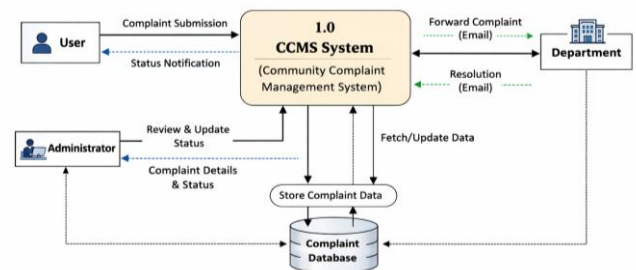 Complaint Submission
User
Status Notification
1.0
CCMS System
(Community Complaint
Management System)
Forward Complaint
(Email)
Department
Resolution
(Email)
Administrator
Review & Update
Status
Complaint Details
& Status
Fetch/Update Data
Store Complaint Data
Complaint
Database